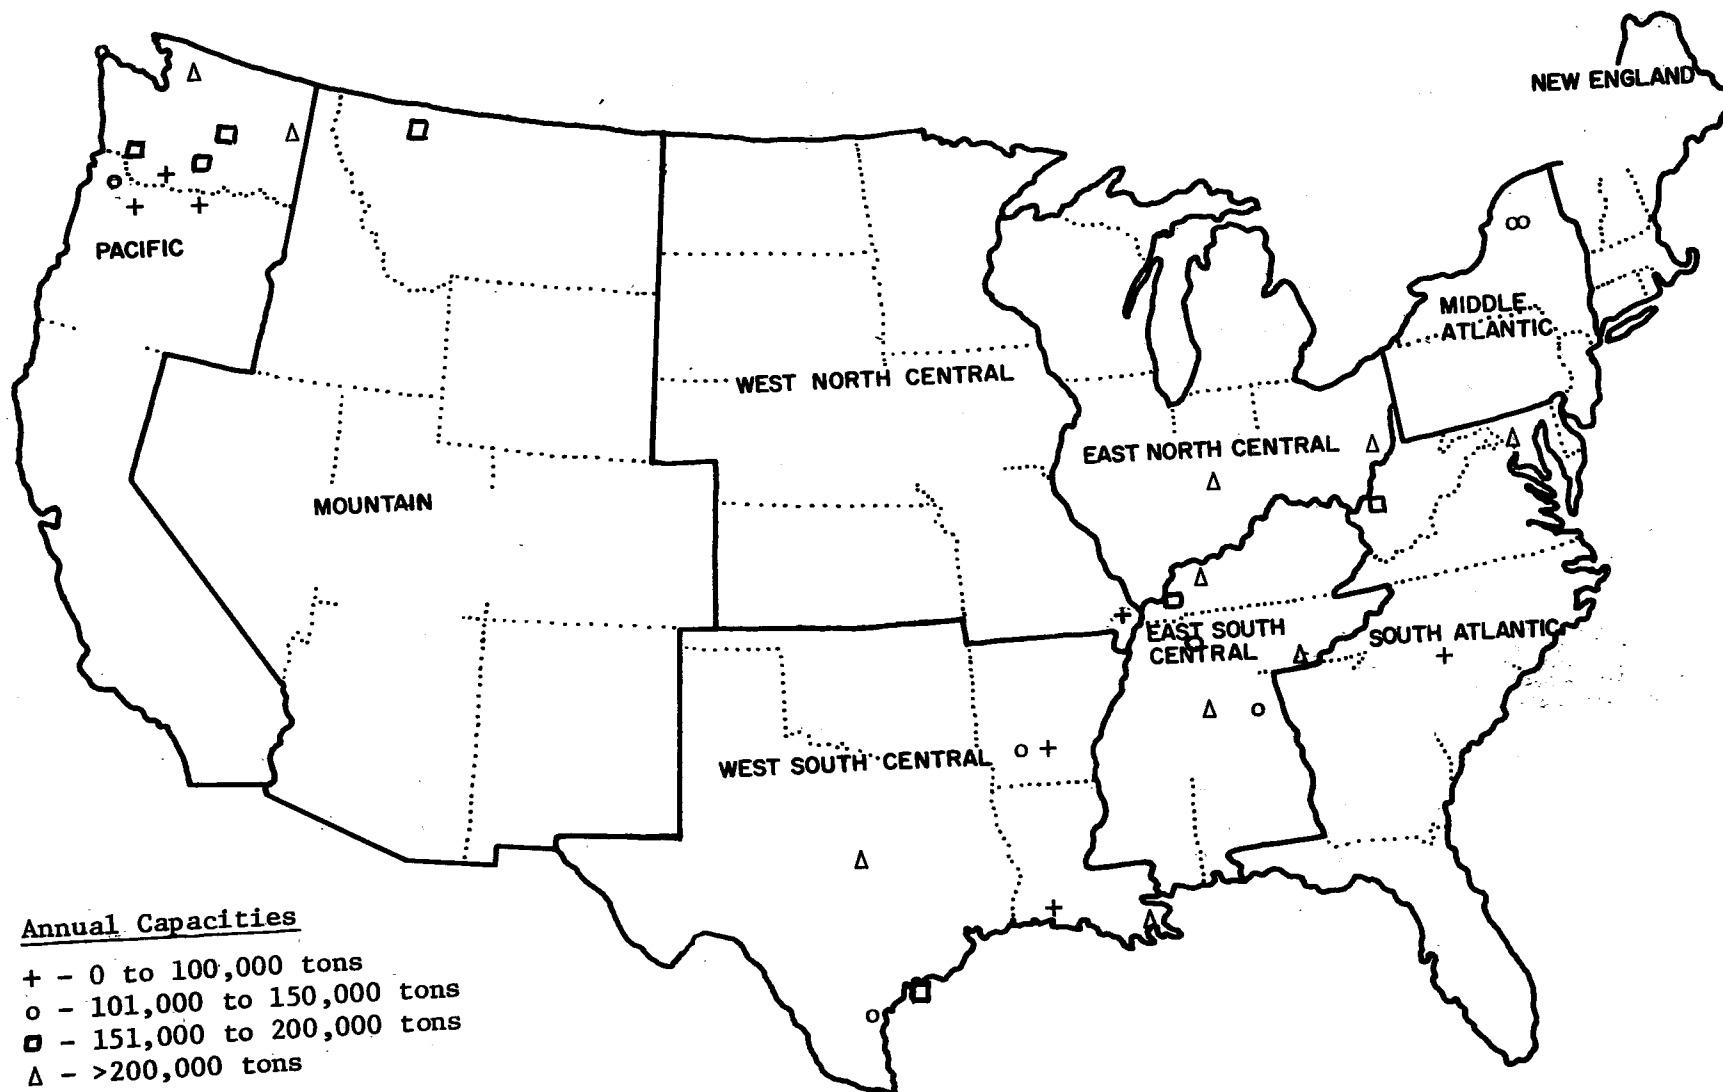 NEW ENGLAND
PACIFIC
MIDDLE
ATLANTIC
WEST NORTH CENTRAL
EAST NORTH CENTRAL
MOUNTAIN
EAST SOUTH
CENTRAL
SOUTH ATLANTIC
WEST SOUTH CENTRAL
Annual Capacities
+ - 0 to 100,000 tons
o - 101,000 to 150,000 tons
□ - 151,000 to 200,000 tons
Δ - >200,000 tons